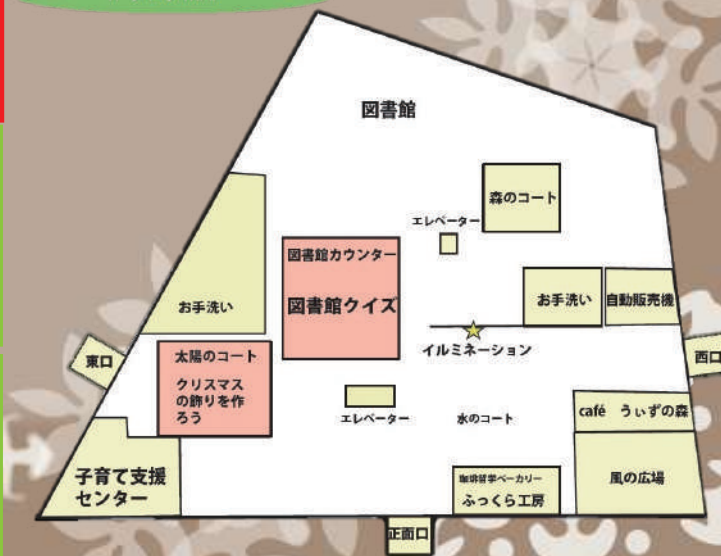 図書館
森のコート
エレベーター
図書館カウンター
図書館クイズ
お手洗い
お手洗い
自動販売機
イルミネーション
東口
太陽のコート
クリスマス
の飾りを作
ろう
西口
エレベーター
水のコート
café うぃずの森
子育て支援
センター
珈琲哲学ベーカリー
ふっくら工房
風の広場
正面口